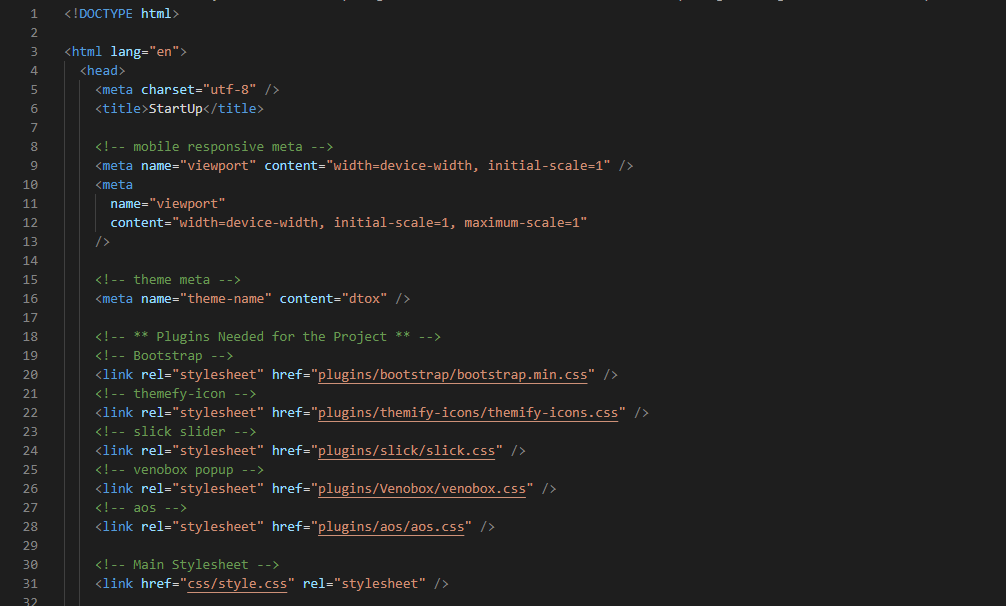 1 <!DOCTYPE html>
2
3 <html lang="en">
4 <head>
5 <meta charset="utf-8" />
6 <title>StartUp</title>
7
8 <!-- mobile responsive meta -->
9 <meta name="viewport" content="width=device-width, initial-scale=1" />
10 <meta
11 name="viewport"
12 content="width=device-width, initial-scale=1, maximum-scale=1"
13 />
14
15 <!-- theme meta -->
16 <meta name="theme-name" content="dtox" />
17
18 <!-- ** Plugins Needed for the Project ** -->
19 <!-- Bootstrap -->
20 <link rel="stylesheet" href="plugins/bootstrap/bootstrap.min.css" />
21 <!-- themefy-icon -->
22 <link rel="stylesheet" href="plugins/themify-icons/themify-icons.css" />
23 <!-- slick slider -->
24 <link rel="stylesheet" href="plugins/slick/slick.css" />
25 <!-- venobox popup -->
26 <link rel="stylesheet" href="plugins/Venobox/venobox.css" />
27 <!-- aos -->
28 <link rel="stylesheet" href="plugins/aos/aos.css" />
29
30 <!-- Main Stylesheet -->
31 <link href="css/style.css" rel="stylesheet" />
32